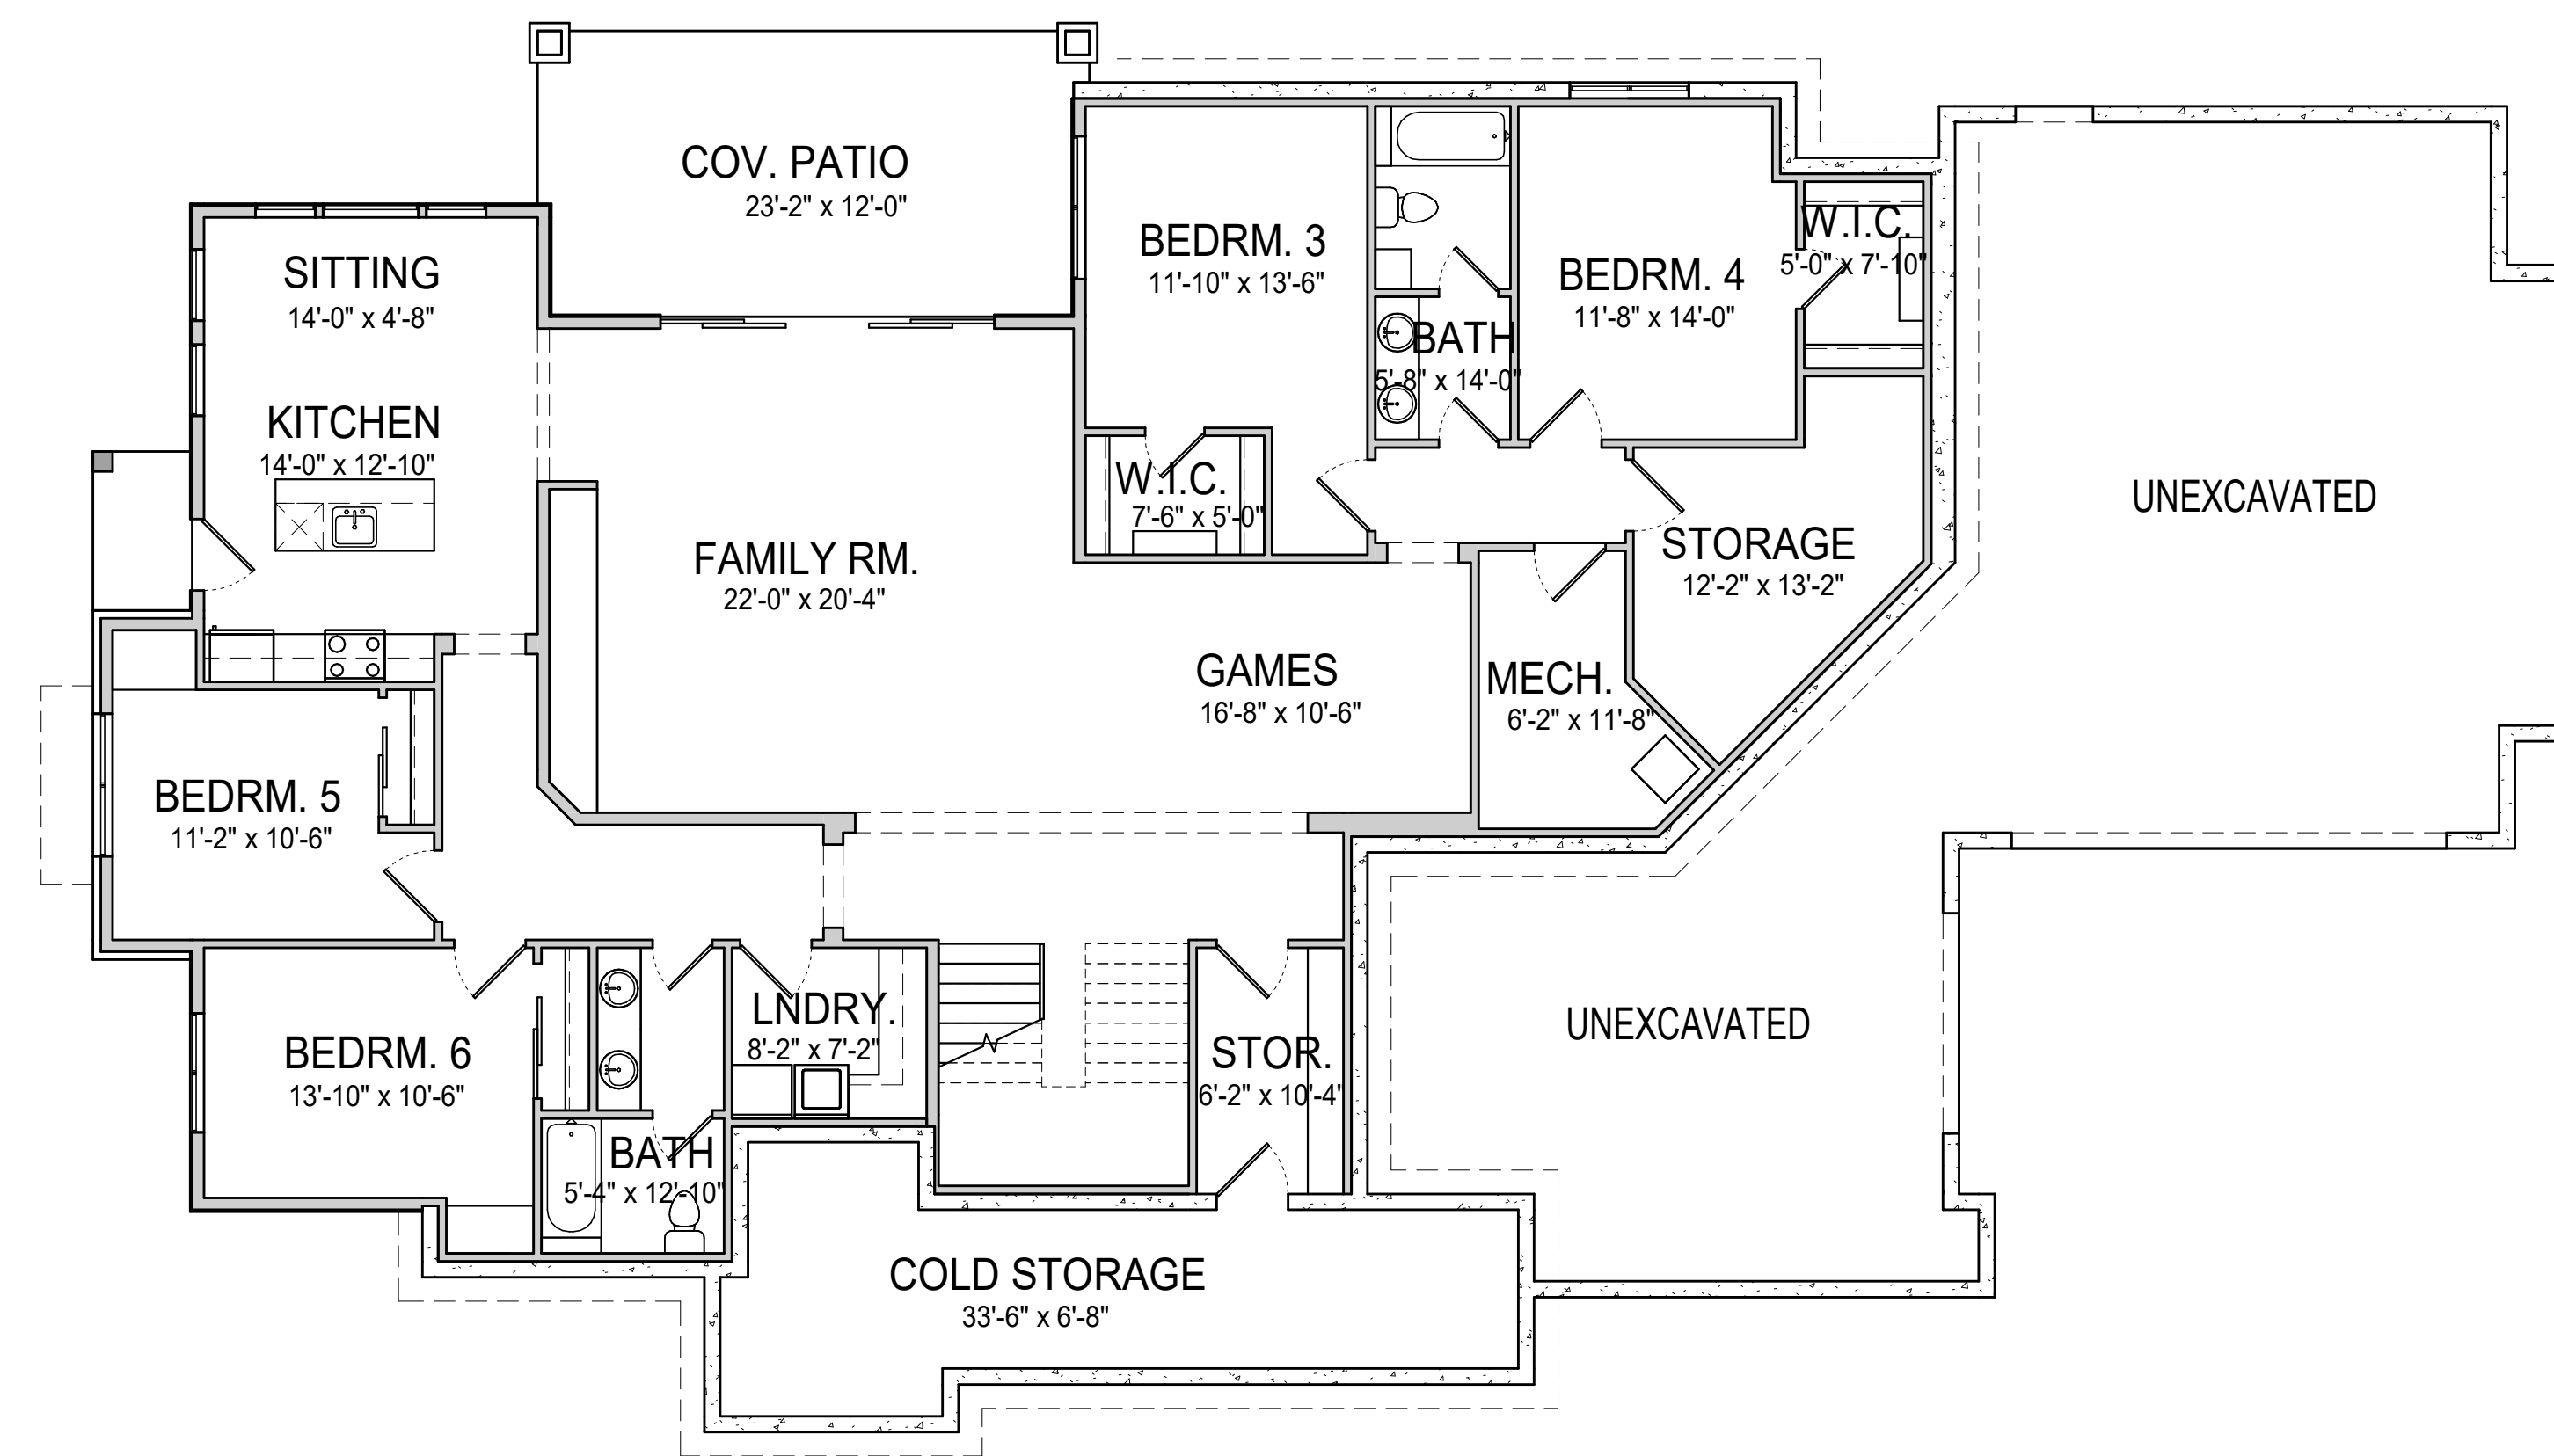 COV. PATIO
23'-2" x 12'-0"
SITTING
14'-0" x 4'-8"
KITCHEN
14'-0" x 12'-10"
BEDRM. 3
11'-10" x 13'-6"
BATH
5'-8" x 14'-0"
BEDRM. 4
11'-8" x 14'-0"
W.I.C.
5'-0" x 7'-10"
W.I.C.
7'-6" x 5'-0"
UNEXCAVATED
FAMILY RM.
22'-0" x 20'-4"
STORAGE
12'-2" x 13'-2"
GAMES
16'-8" x 10'-6"
MECH.
6'-2" x 11'-8"
BEDRM. 5
11'-2" x 10'-6"
BEDRM. 6
13'-10" x 10'-6"
LNDRY.
8'-2" x 7'-2"
STOR.
6'-2" x 10'-4"
UNEXCAVATED
BATH
5'-4" x 12'-10"
COLD STORAGE
33'-6" x 6'-8"